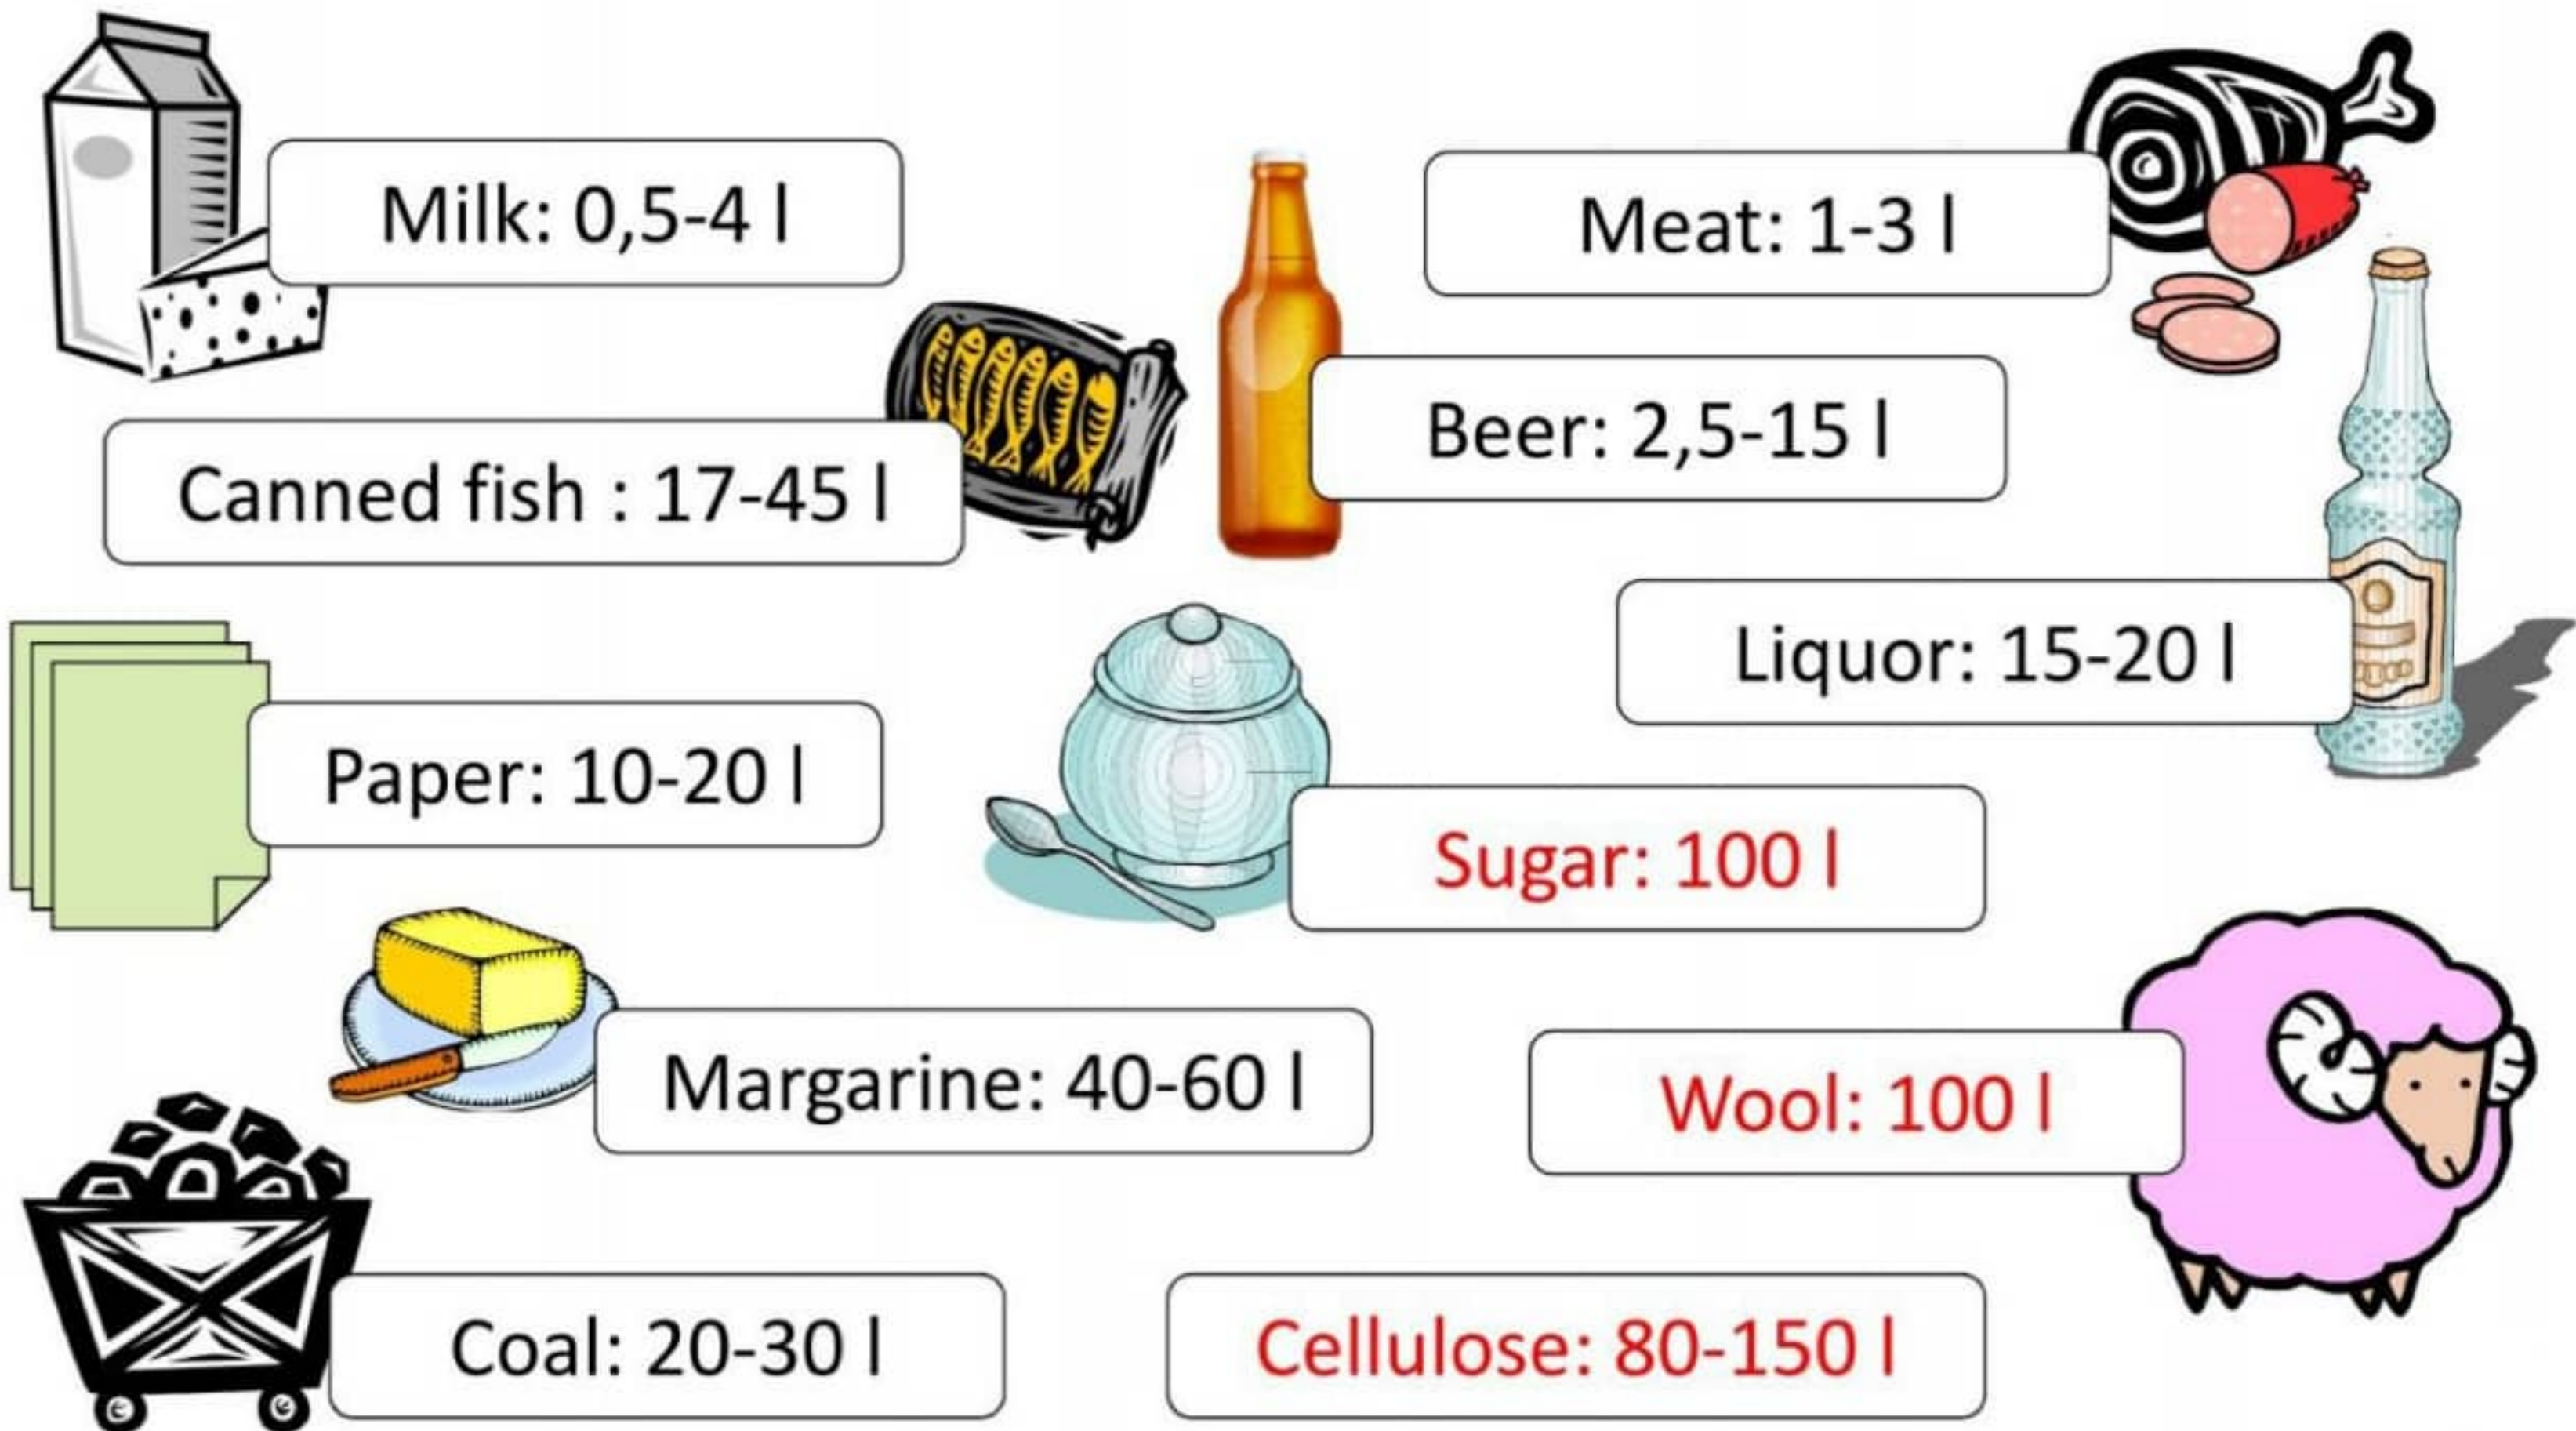 Milk: 0,5-4 l
Meat: 1-3 l
Beer: 2,5-15 l
Canned fish : 17-45 l
Liquor: 15-20 l
Paper: 10-20 l
Sugar: 100 l
Margarine: 40-60 l
Wool: 100 l
Coal: 20-30 l
Cellulose: 80-150 l